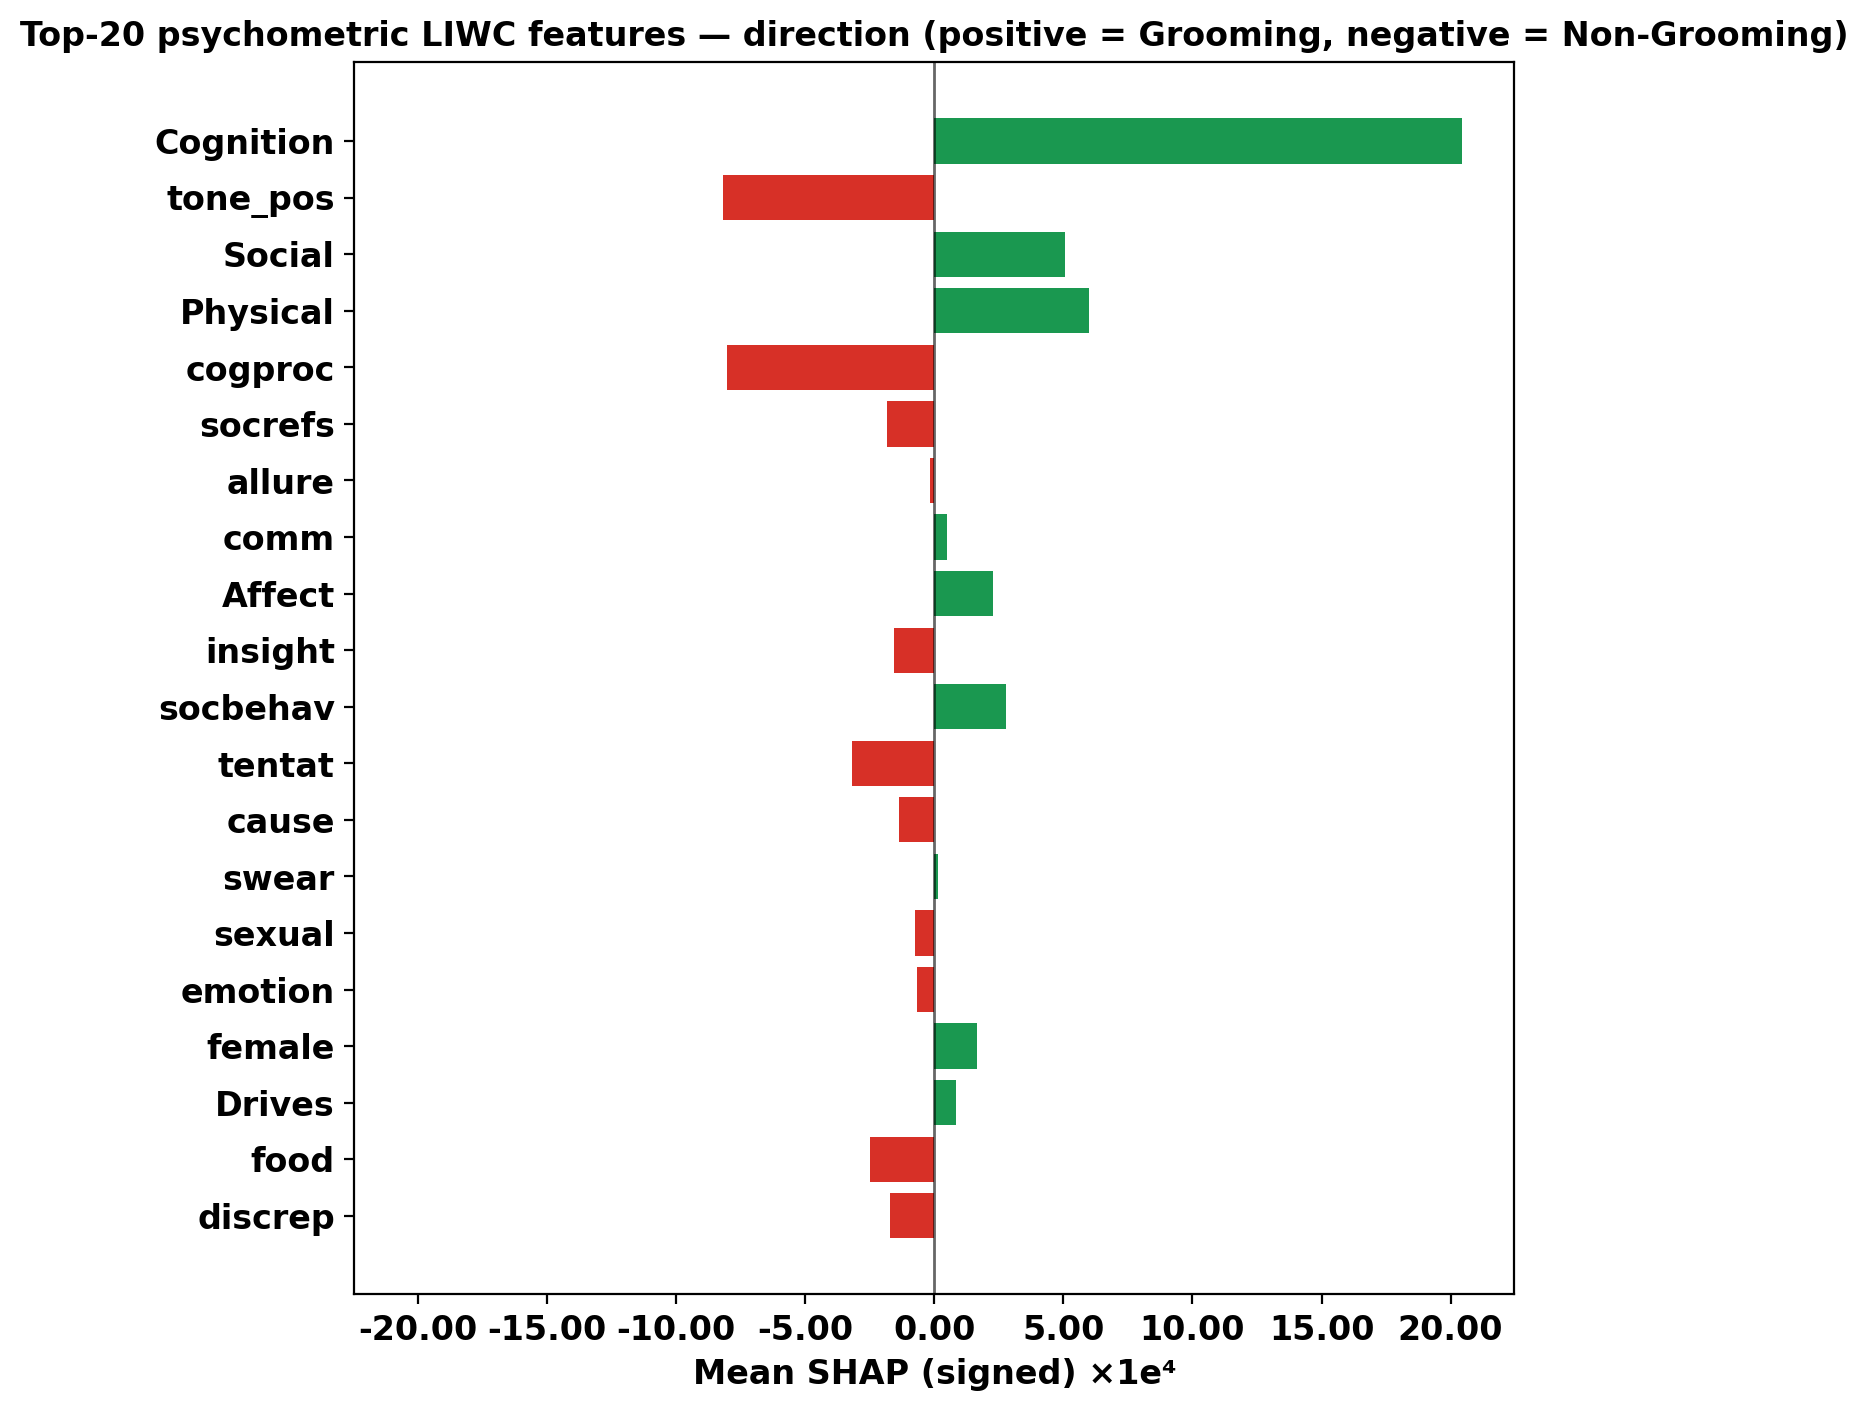 Top-20 psychometric LIWC features — direction (positive = Grooming, negative = Non-Grooming)
Cognition
tone_pos
Social
Physical
cogproc
socrefs
allure
comm
Affect
insight
socbehav
tentat
cause
swear
sexual
emotion
female
Drives
food
discrep
-20.00 -15.00 -10.00 -5.00 0.00 5.00 10.00 15.00 20.00
Mean SHAP (signed) ×1e⁴